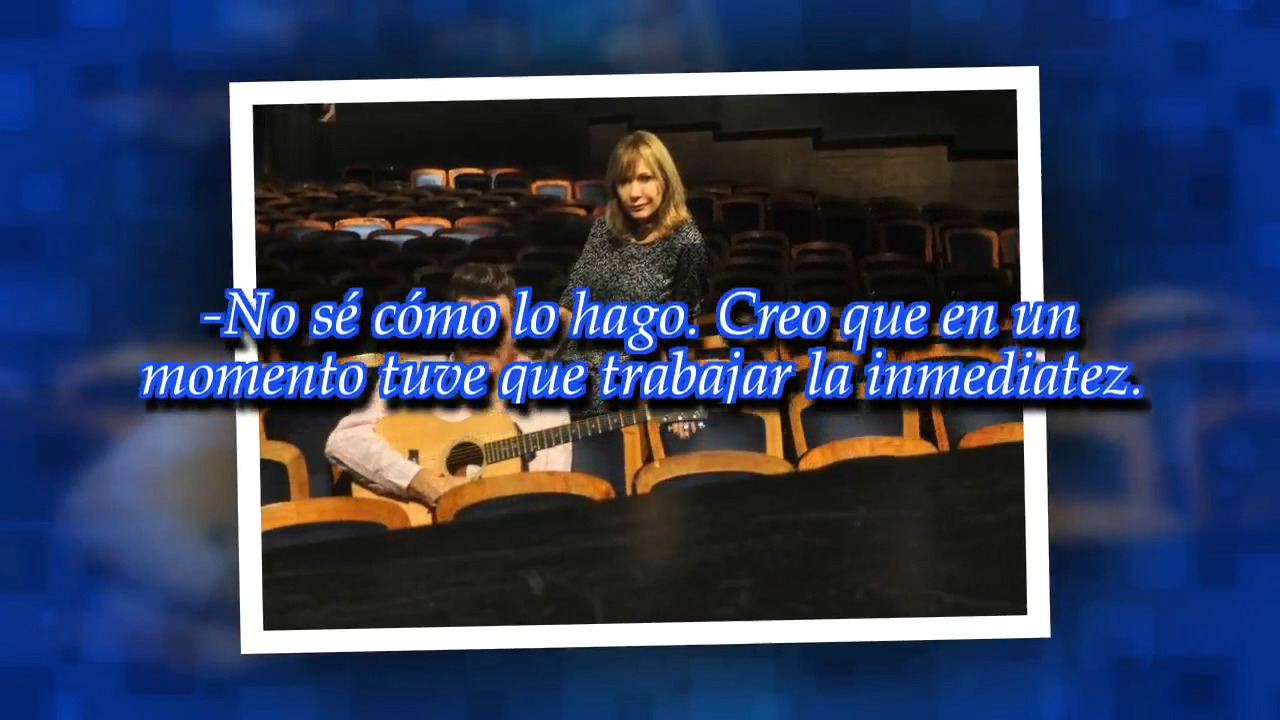 -No sé cómo lo hago. Creo que en un
momento tuve que trabajar la inmediatez.